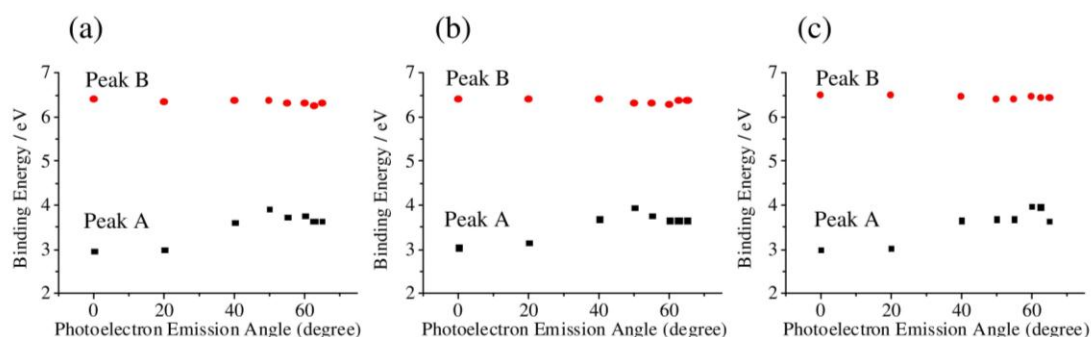 (a)
7
6
5
4
3
2
Binding Energy / eV
Peak B
Peak A
0 20 40 60
Photoelectron Emission Angle (degree)
(b)
7
6
5
4
3
2
Binding Energy / eV
Peak B
Peak A
0 20 40 60
Photoelectron Emission Angle (degree)
(c)
7
6
5
4
3
2
Binding Energy / eV
Peak B
Peak A
0 20 40 60
Photoelectron Emission Angle (degree)